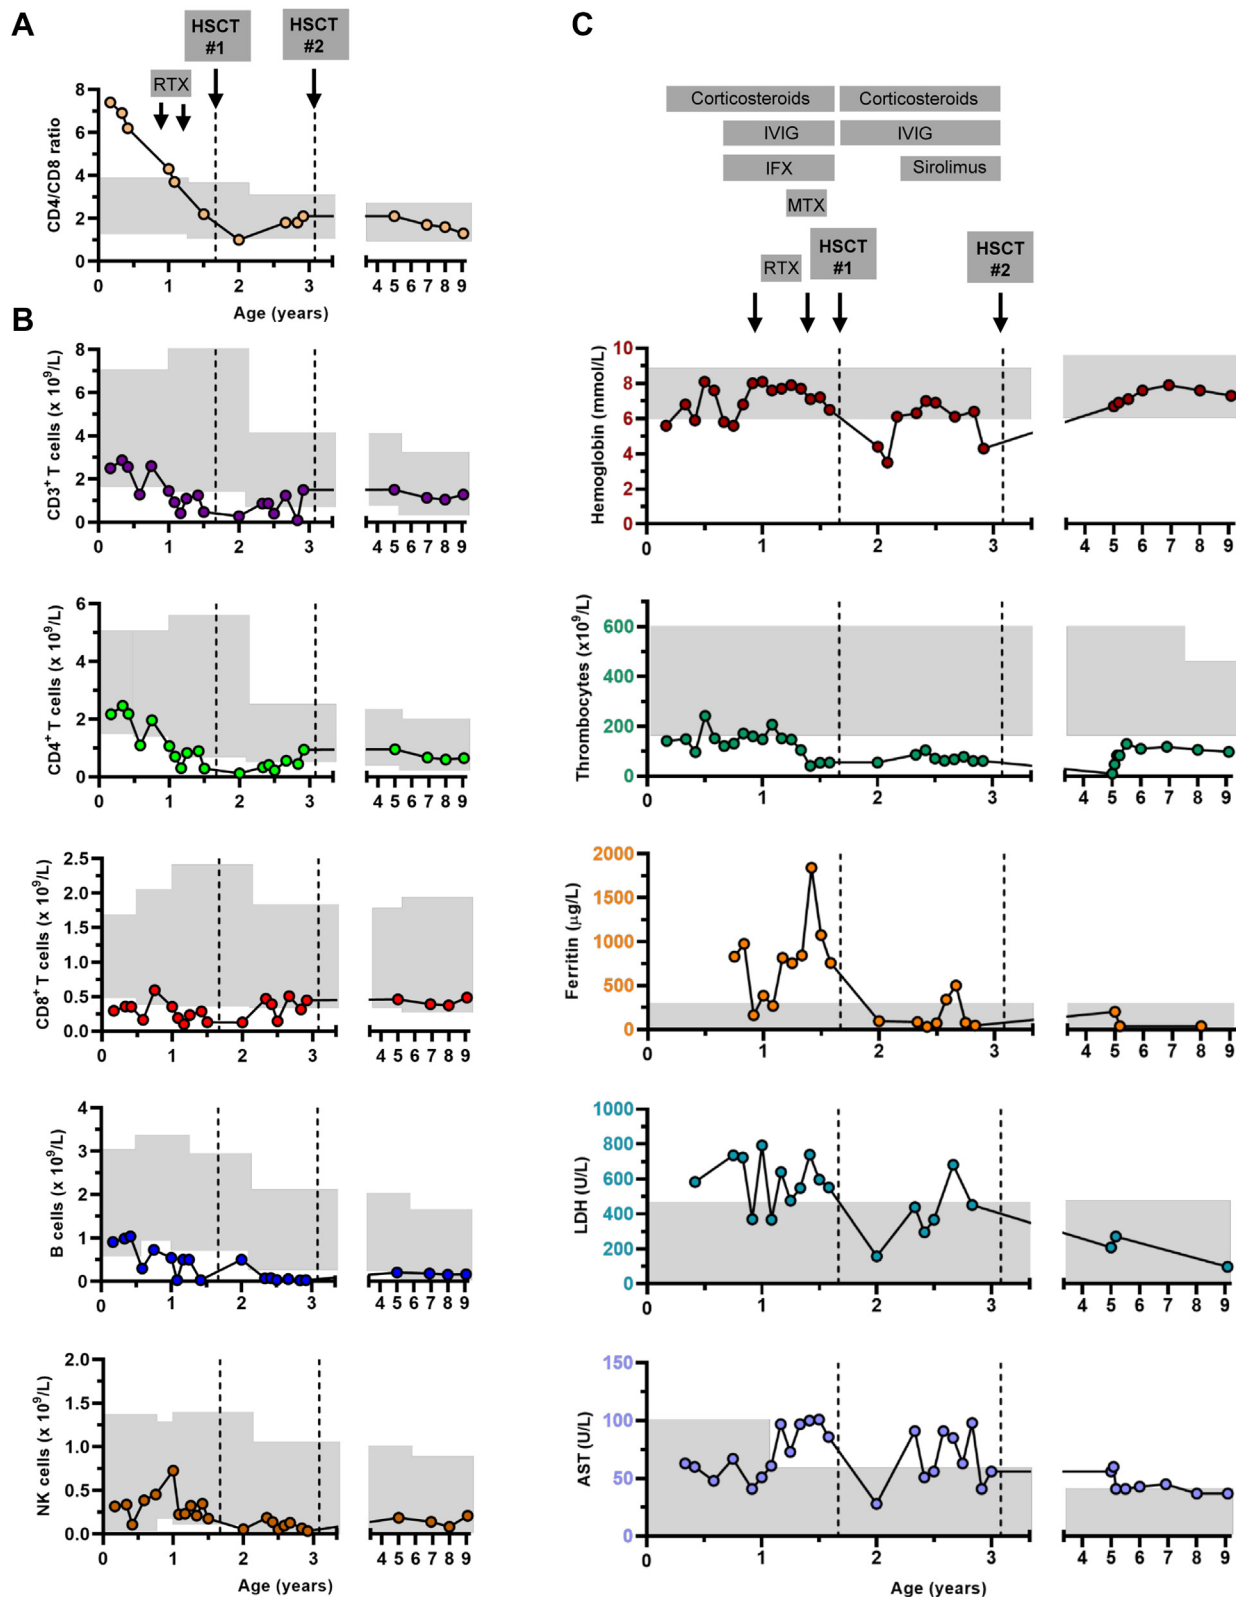 A
HSCT
#1
HSCT
#2
RTX
CD4/CD8 ratio
8
6
4
2
0
0 1 2 3 4 5 6 7 8 9
Age (years)
B
CD3+ T cells (x 10⁹/L)
8
6
4
2
0
0 1 2 3 4 5 6 7 8 9
CD4+ T cells (x 10⁹/L)
6
4
2
0
0 1 2 3 4 5 6 7 8 9
CD8+ T cells (x 10⁹/L)
2.5
2.0
1.5
1.0
0.5
0.0
0 1 2 3 4 5 6 7 8 9
B cells (x 10⁹/L)
4
3
2
1
0
0 1 2 3 4 5 6 7 8 9
NK cells (x 10⁹/L)
2.0
1.5
1.0
0.5
0.0
0 1 2 3 4 5 6 7 8 9
Age (years)
C
Corticosteroids Corticosteroids
IVIG IVIG
IFX Sirolimus
MTX
HSCT
#1
HSCT
#2
RTX
Hemoglobin (mmol/L)
10
8
6
4
2
0
0 1 2 3 4 5 6 7 8 9
Thrombocytes (x10⁹/L)
600
400
200
0
0 1 2 3 4 5 6 7 8 9
Ferritin (µg/L)
2000
1500
1000
500
0
0 1 2 3 4 5 6 7 8 9
LDH (U/L)
1000
800
600
400
200
0
0 1 2 3 4 5 6 7 8 9
AST (U/L)
150
100
50
0
0 1 2 3 4 5 6 7 8 9
Age (years)